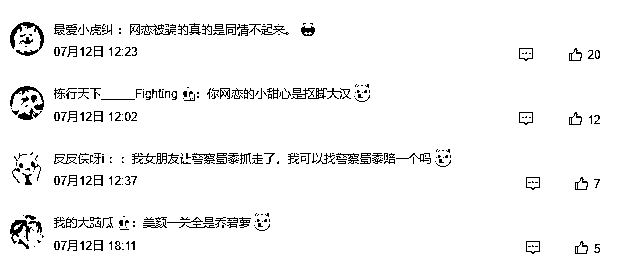 最爱小虎纠：网恋被骗的真的是同情不起来。
07月12日 12:23
20
栋行天下______Fighting：你网恋的小甜心是抠脚大汉
07月12日 12:02
12
反反侯呀i：：我女朋友让警察蜀黍抓走了，我可以找警察蜀黍赔一个吗
07月12日 12:37
7
我的大脑瓜：美颜一关全是乔碧萝
07月12日 18:11
5